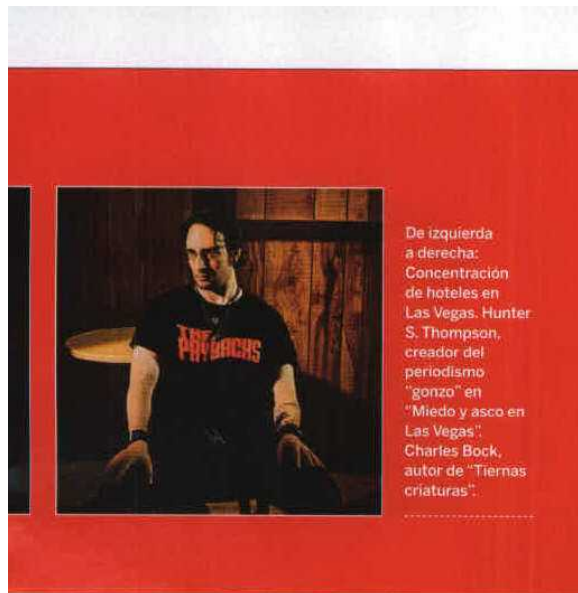 THE
PAYBACKS
De izquierda
a derecha:
Concentración
de hoteles en
Las Vegas. Hunter
S. Thompson,
creador del
periodismo
"gonzo" en
"Miedo y asco en
Las Vegas".
Charles Bock,
autor de "Tiernas
criaturas".